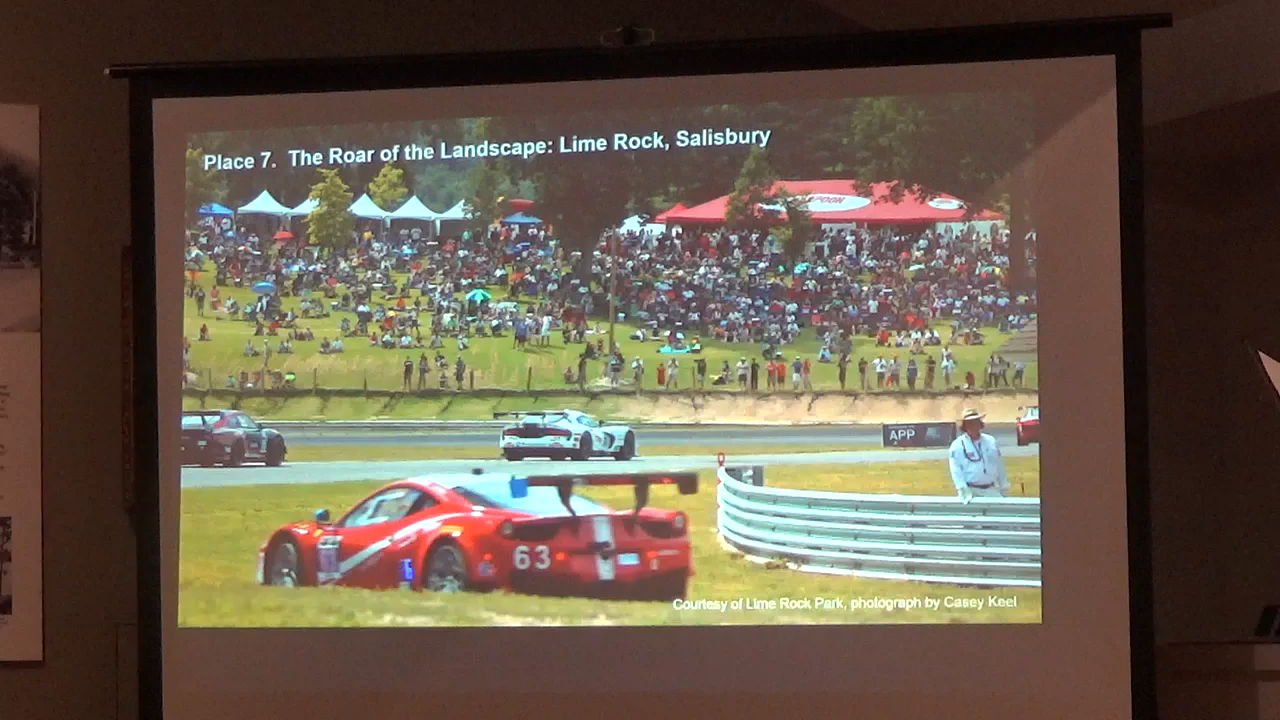 Place 7. The Roar of the Landscape: Lime Rock, Salisbury
APP
63
Courtesy of Lime Rock Park, photograph by Casey Keel